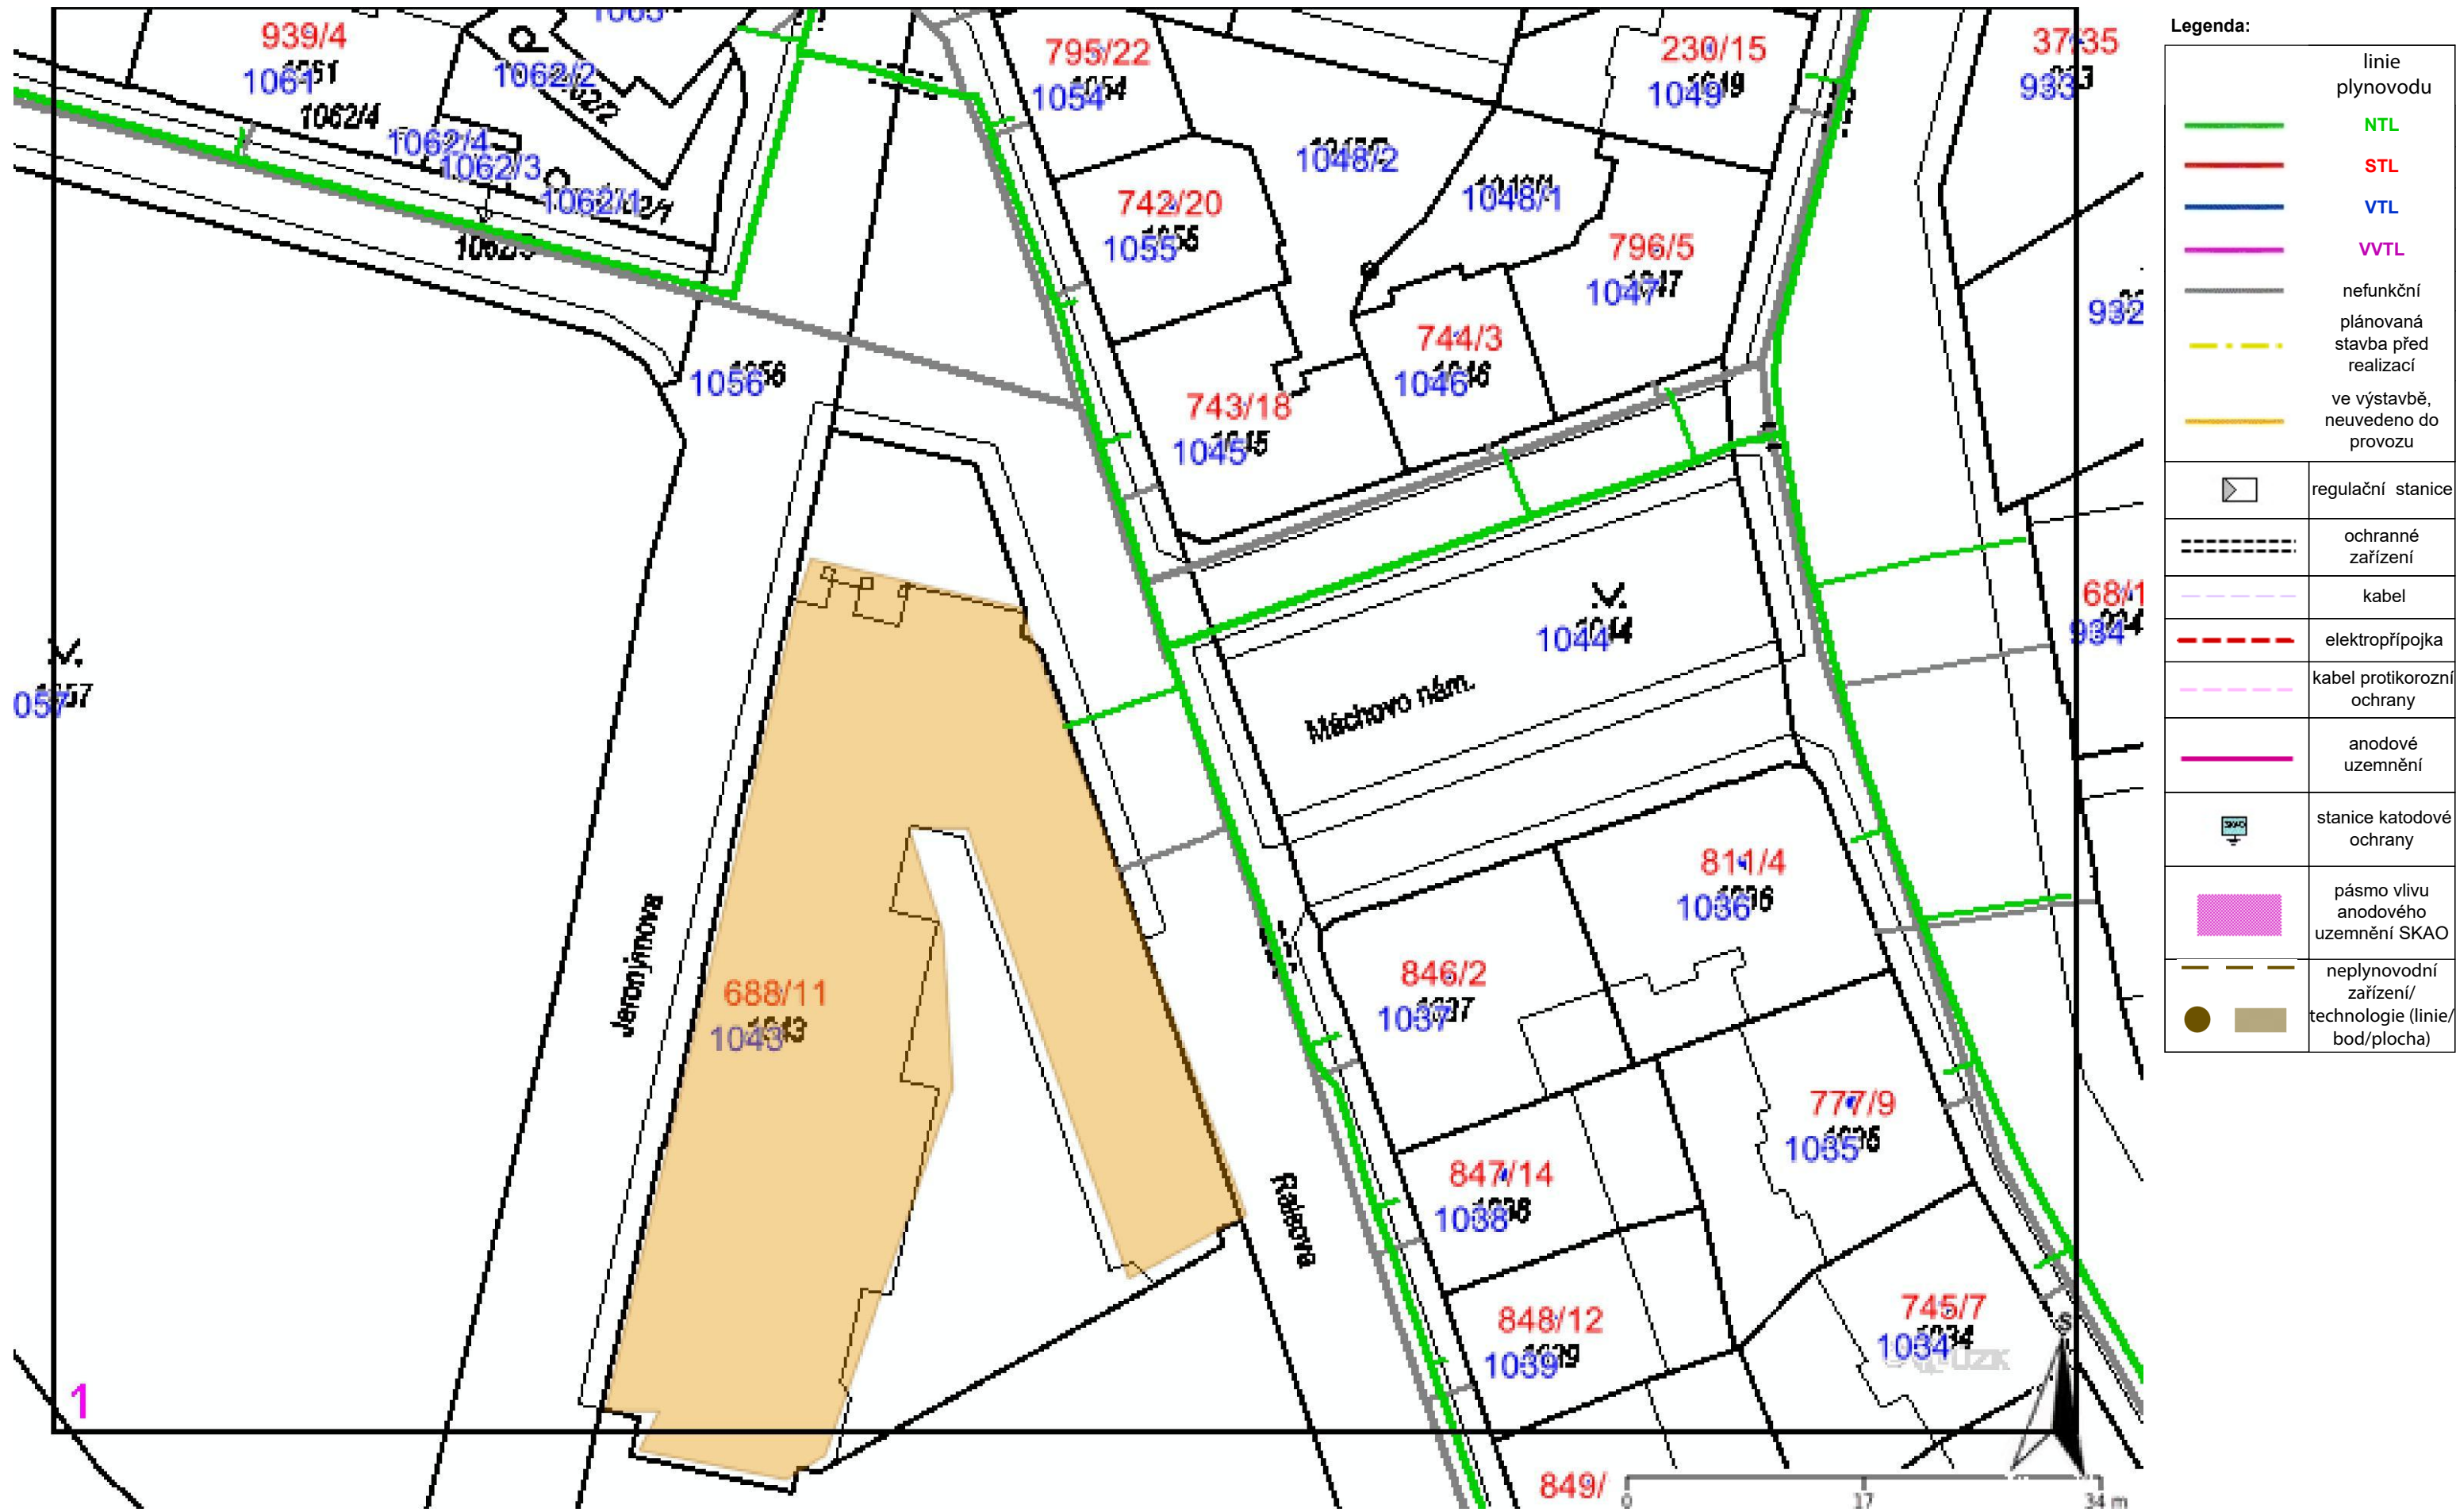 939/4
1061
1062/4
1062/2
1062/4
1062/3
1062/1
1056
795/22
1054
742/20
1055
743/18
1045
1048/2
1048/1
230/15
1049
796/5
1047
744/3
1046
37
35
933
932
68/1
934
1044
Máchovo nám.
Jeronýmova
688/11
1043
Raisova
811/4
1036
846/2
1037
777/9
1035
847/14
1038
848/12
1039
745/7
1034
849/
1
S
0 17 34 m
Legenda:
linie
plynovodu
NTL
STL
VTL
VVTL
nefunkční
plánovaná
stavba před
realizací
ve výstavbě,
neuvedeno do
provozu
regulační stanice
ochranné
zařízení
kabel
elektropřípojka
kabel protikorozní
ochrany
anodové
uzemnění
SKAO
stanice katodové
ochrany
pásmo vlivu
anodového
uzemnění SKAO
neplynovodní
zařízení/
technologie (linie/
bod/plocha)